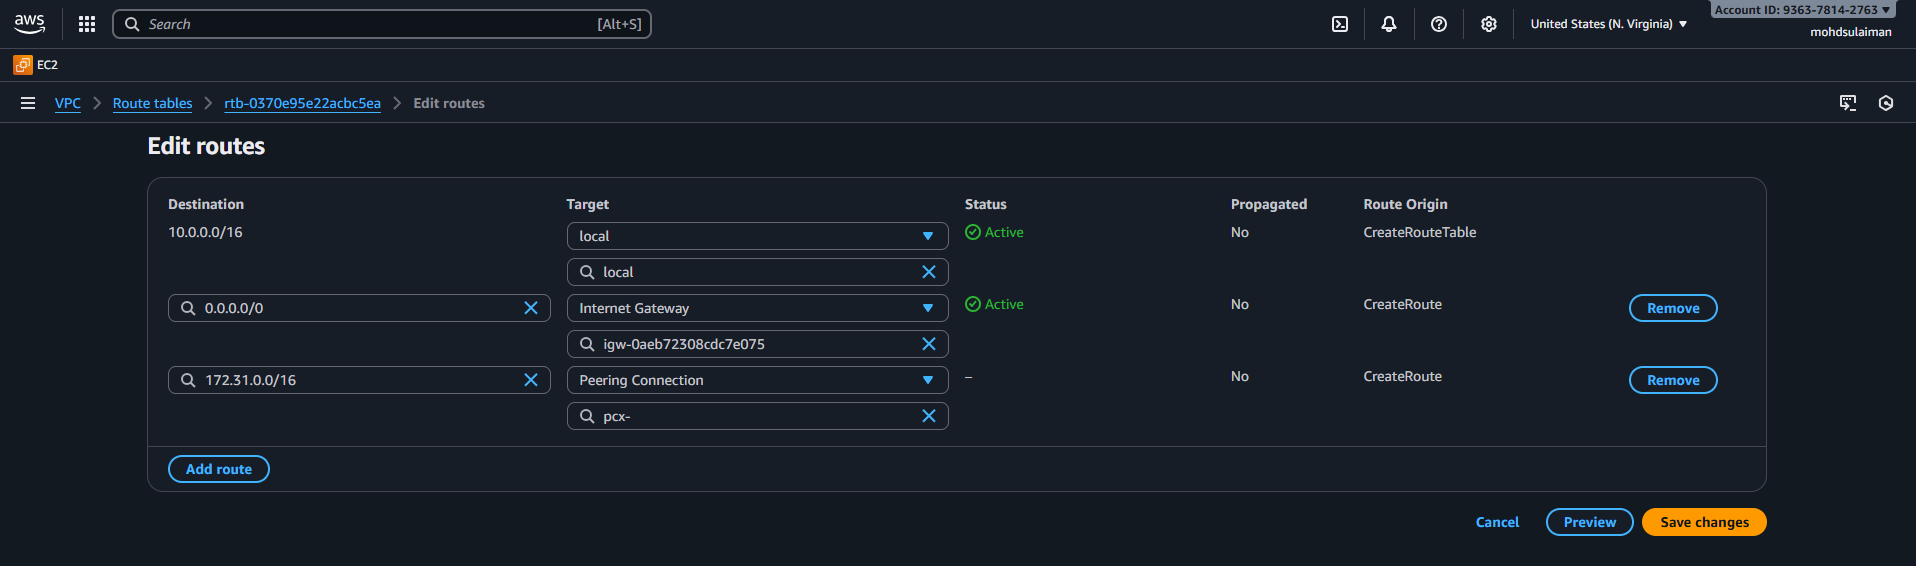 aws
Search [Alt+S]
United States (N. Virginia)
Account ID: 9363-7814-2763
mohdsulaiman
EC2
VPC Route tables rtb-0370e95e22acbc5ea Edit routes
Edit routes
Destination Target Status Propagated Route Origin
10.0.0.0/16 local Active No CreateRouteTable
local
0.0.0.0/0 Internet Gateway Active No CreateRoute Remove
igw-0aeb72308cdc7e075
172.31.0.0/16 Peering Connection – No CreateRoute Remove
pcx-
Add route
Cancel Preview Save changes